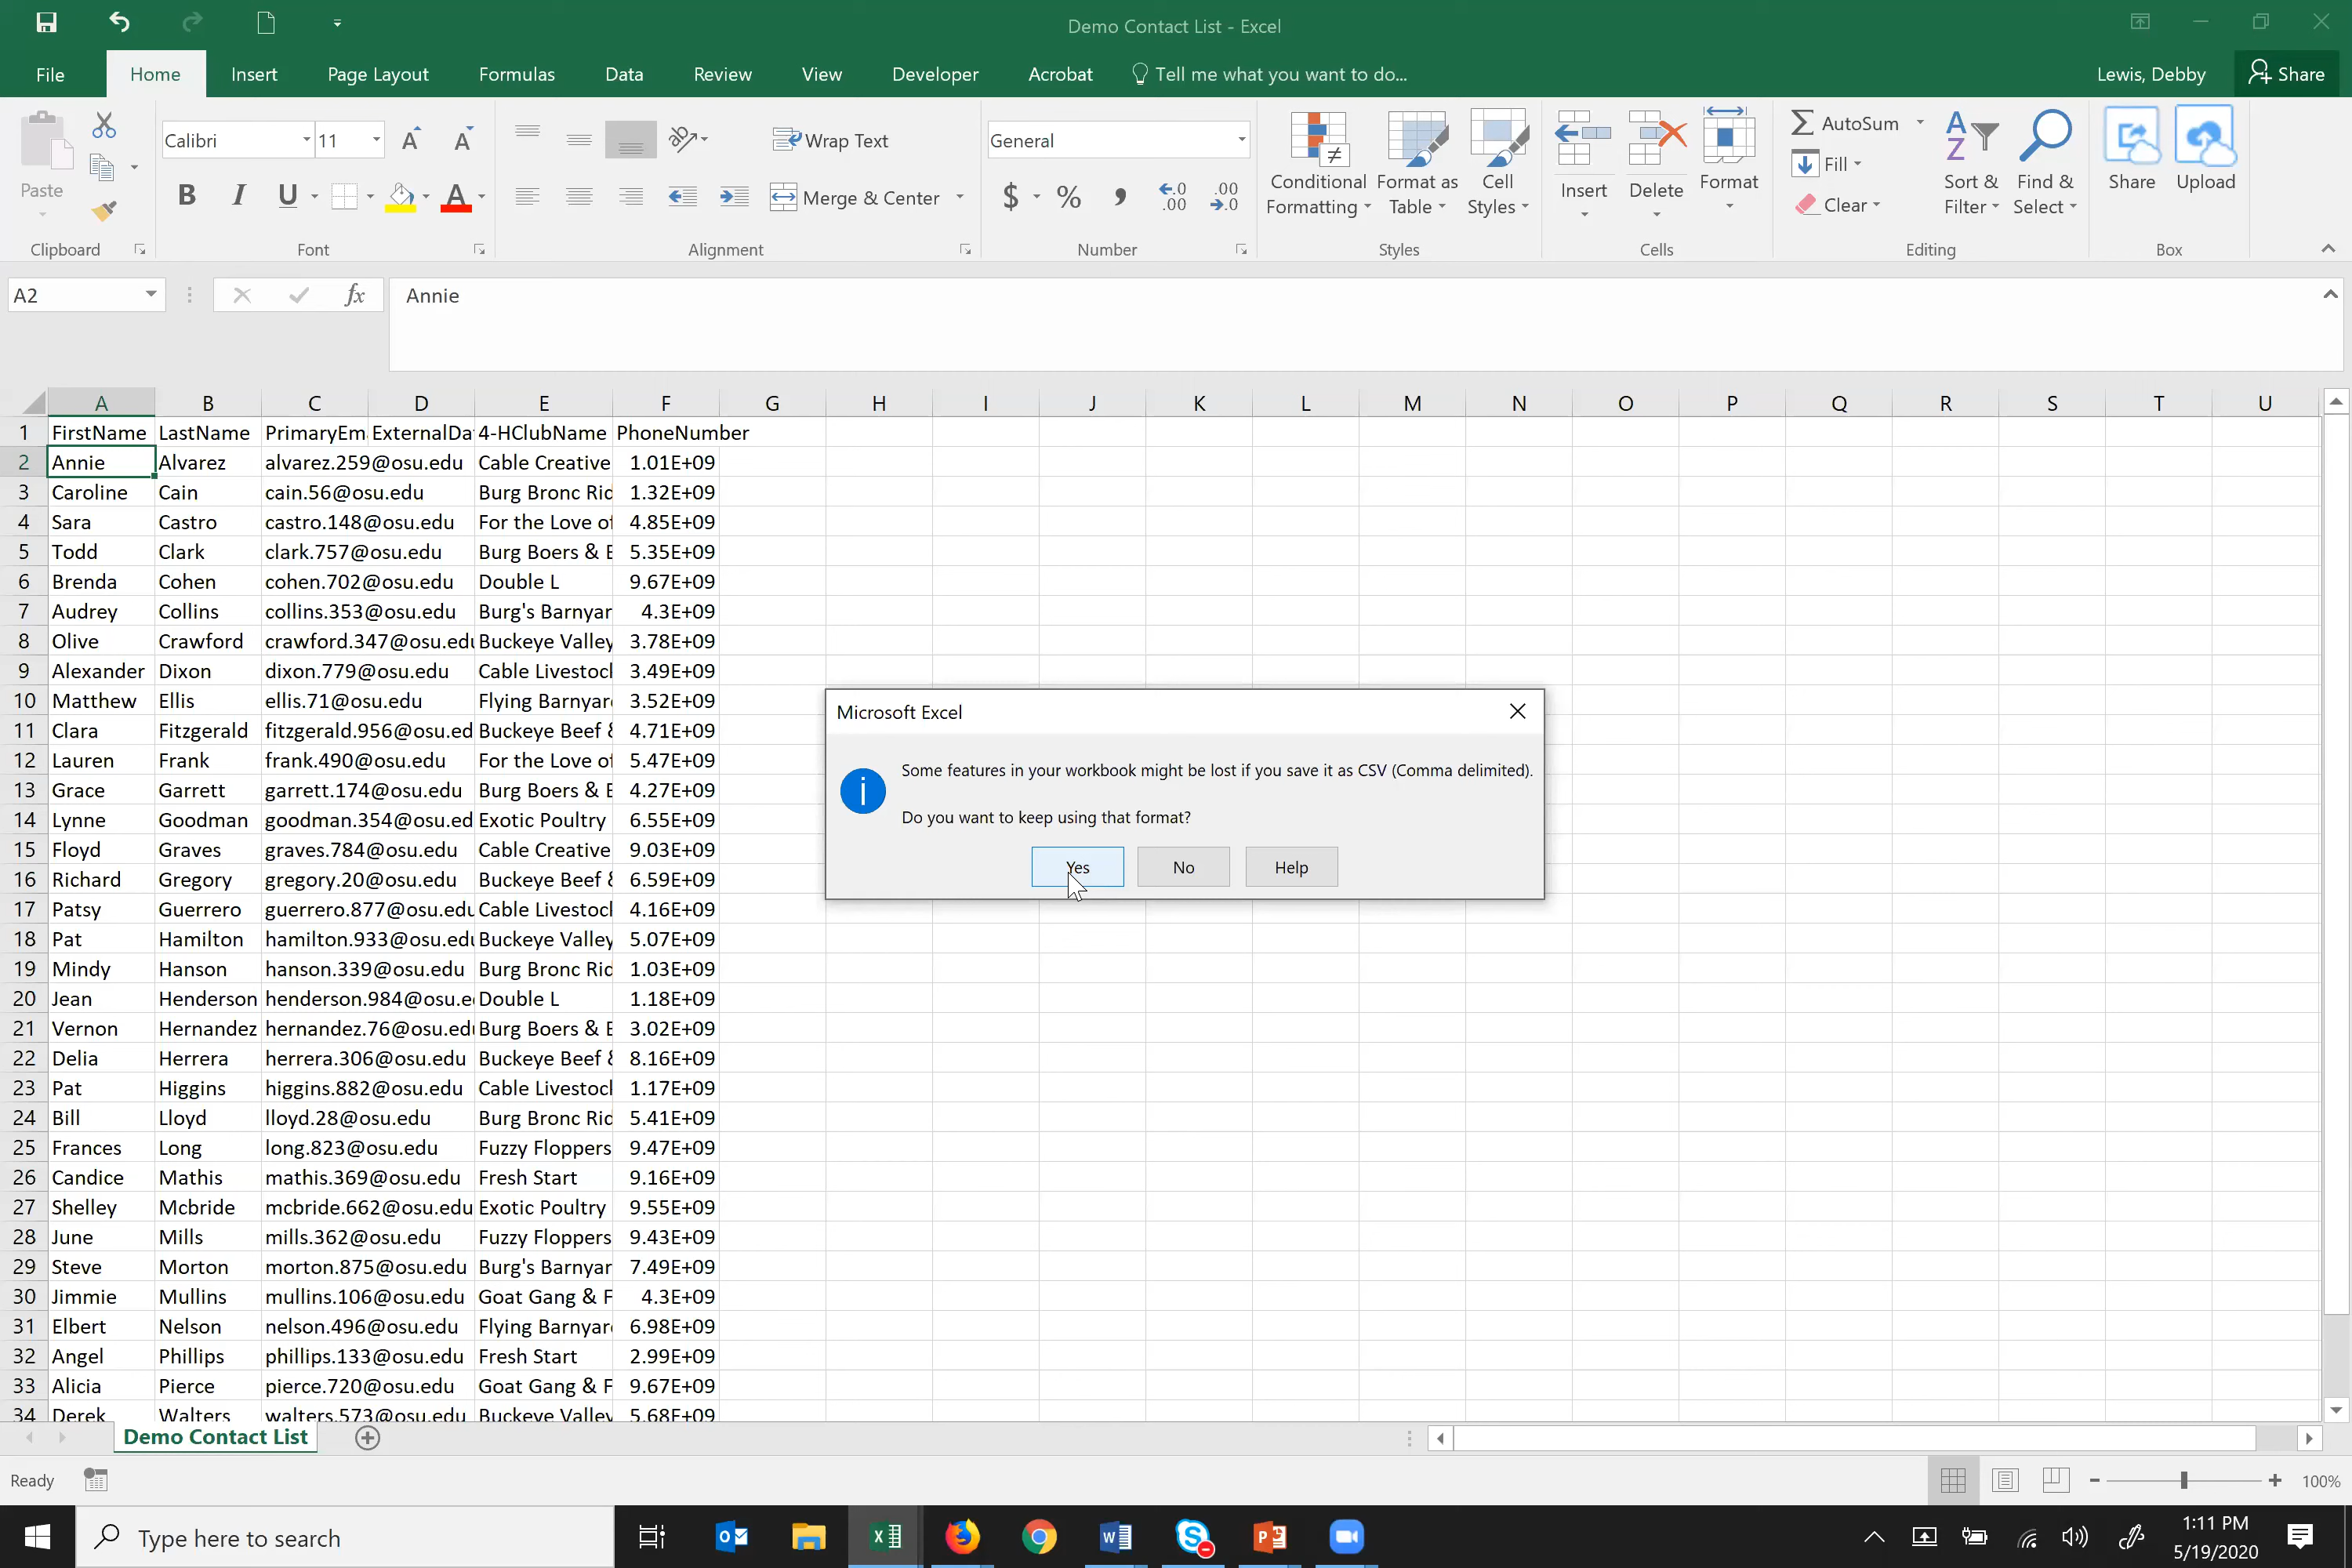 Demo Contact List - Excel
File Home Insert Page Layout Formulas Data Review View Developer Acrobat Tell me what you want to do... Lewis, Debby Share
Paste
Clipboard
Calibri 11 A A
B I U A
Font
Wrap Text
Merge & Center
Alignment
General
$ % , .0 .00 .00 .0
Number
Conditional Formatting
Format as Table
Cell Styles
Styles
Insert Delete Format
Cells
AutoSum
Fill
Clear
Sort & Filter
Find & Select
Editing
Share Upload
Box
A2 fx Annie
A B C D E F G H I J K L M N O P Q R S T U
1 FirstName LastName PrimaryEma ExternalDa 4-HClubName PhoneNumber
2 Annie Alvarez alvarez.259@osu.edu Cable Creative 1.01E+09
3 Caroline Cain cain.56@osu.edu Burg Bronc Rid 1.32E+09
4 Sara Castro castro.148@osu.edu For the Love of 4.85E+09
5 Todd Clark clark.757@osu.edu Burg Boers & B 5.35E+09
6 Brenda Cohen cohen.702@osu.edu Double L 9.67E+09
7 Audrey Collins collins.353@osu.edu Burg's Barnyar 4.3E+09
8 Olive Crawford crawford.347@osu.edu Buckeye Valley 3.78E+09
9 Alexander Dixon dixon.779@osu.edu Cable Livestock 3.49E+09
10 Matthew Ellis ellis.71@osu.edu Flying Barnyar 3.52E+09
11 Clara Fitzgerald fitzgerald.956@osu.ed Buckeye Beef & 4.71E+09
12 Lauren Frank frank.490@osu.edu For the Love of 5.47E+09
13 Grace Garrett garrett.174@osu.edu Burg Boers & B 4.27E+09
14 Lynne Goodman goodman.354@osu.ed Exotic Poultry 6.55E+09
15 Floyd Graves graves.784@osu.edu Cable Creative 9.03E+09
16 Richard Gregory gregory.20@osu.edu Buckeye Beef & 6.59E+09
17 Patsy Guerrero guerrero.877@osu.edu Cable Livestock 4.16E+09
18 Pat Hamilton hamilton.933@osu.edu Buckeye Valley 5.07E+09
19 Mindy Hanson hanson.339@osu.edu Burg Bronc Rid 1.03E+09
20 Jean Henderson henderson.984@osu.e Double L 1.18E+09
21 Vernon Hernandez hernandez.76@osu.edu Burg Boers & B 3.02E+09
22 Delia Herrera herrera.306@osu.edu Buckeye Beef & 8.16E+09
23 Pat Higgins higgins.882@osu.edu Cable Livestock 1.17E+09
24 Bill Lloyd lloyd.28@osu.edu Burg Bronc Rid 5.41E+09
25 Frances Long long.823@osu.edu Fuzzy Floppers 9.47E+09
26 Candice Mathis mathis.369@osu.edu Fresh Start 9.16E+09
27 Shelley Mcbride mcbride.662@osu.edu Exotic Poultry 9.55E+09
28 June Mills mills.362@osu.edu Fuzzy Floppers 9.43E+09
29 Steve Morton morton.875@osu.edu Burg's Barnyar 7.49E+09
30 Jimmie Mullins mullins.106@osu.edu Goat Gang & F 4.3E+09
31 Elbert Nelson nelson.496@osu.edu Flying Barnyar 6.98E+09
32 Angel Phillips phillips.133@osu.edu Fresh Start 2.99E+09
33 Alicia Pierce pierce.720@osu.edu Goat Gang & F 9.67E+09
34 Derek Walters walters.573@osu.edu Buckeye Valley 5.68E+09
Microsoft Excel
Some features in your workbook might be lost if you save it as CSV (Comma delimited).
Do you want to keep using that format?
Yes No Help
Demo Contact List
Ready 100%
Type here to search
1:11 PM
5/19/2020